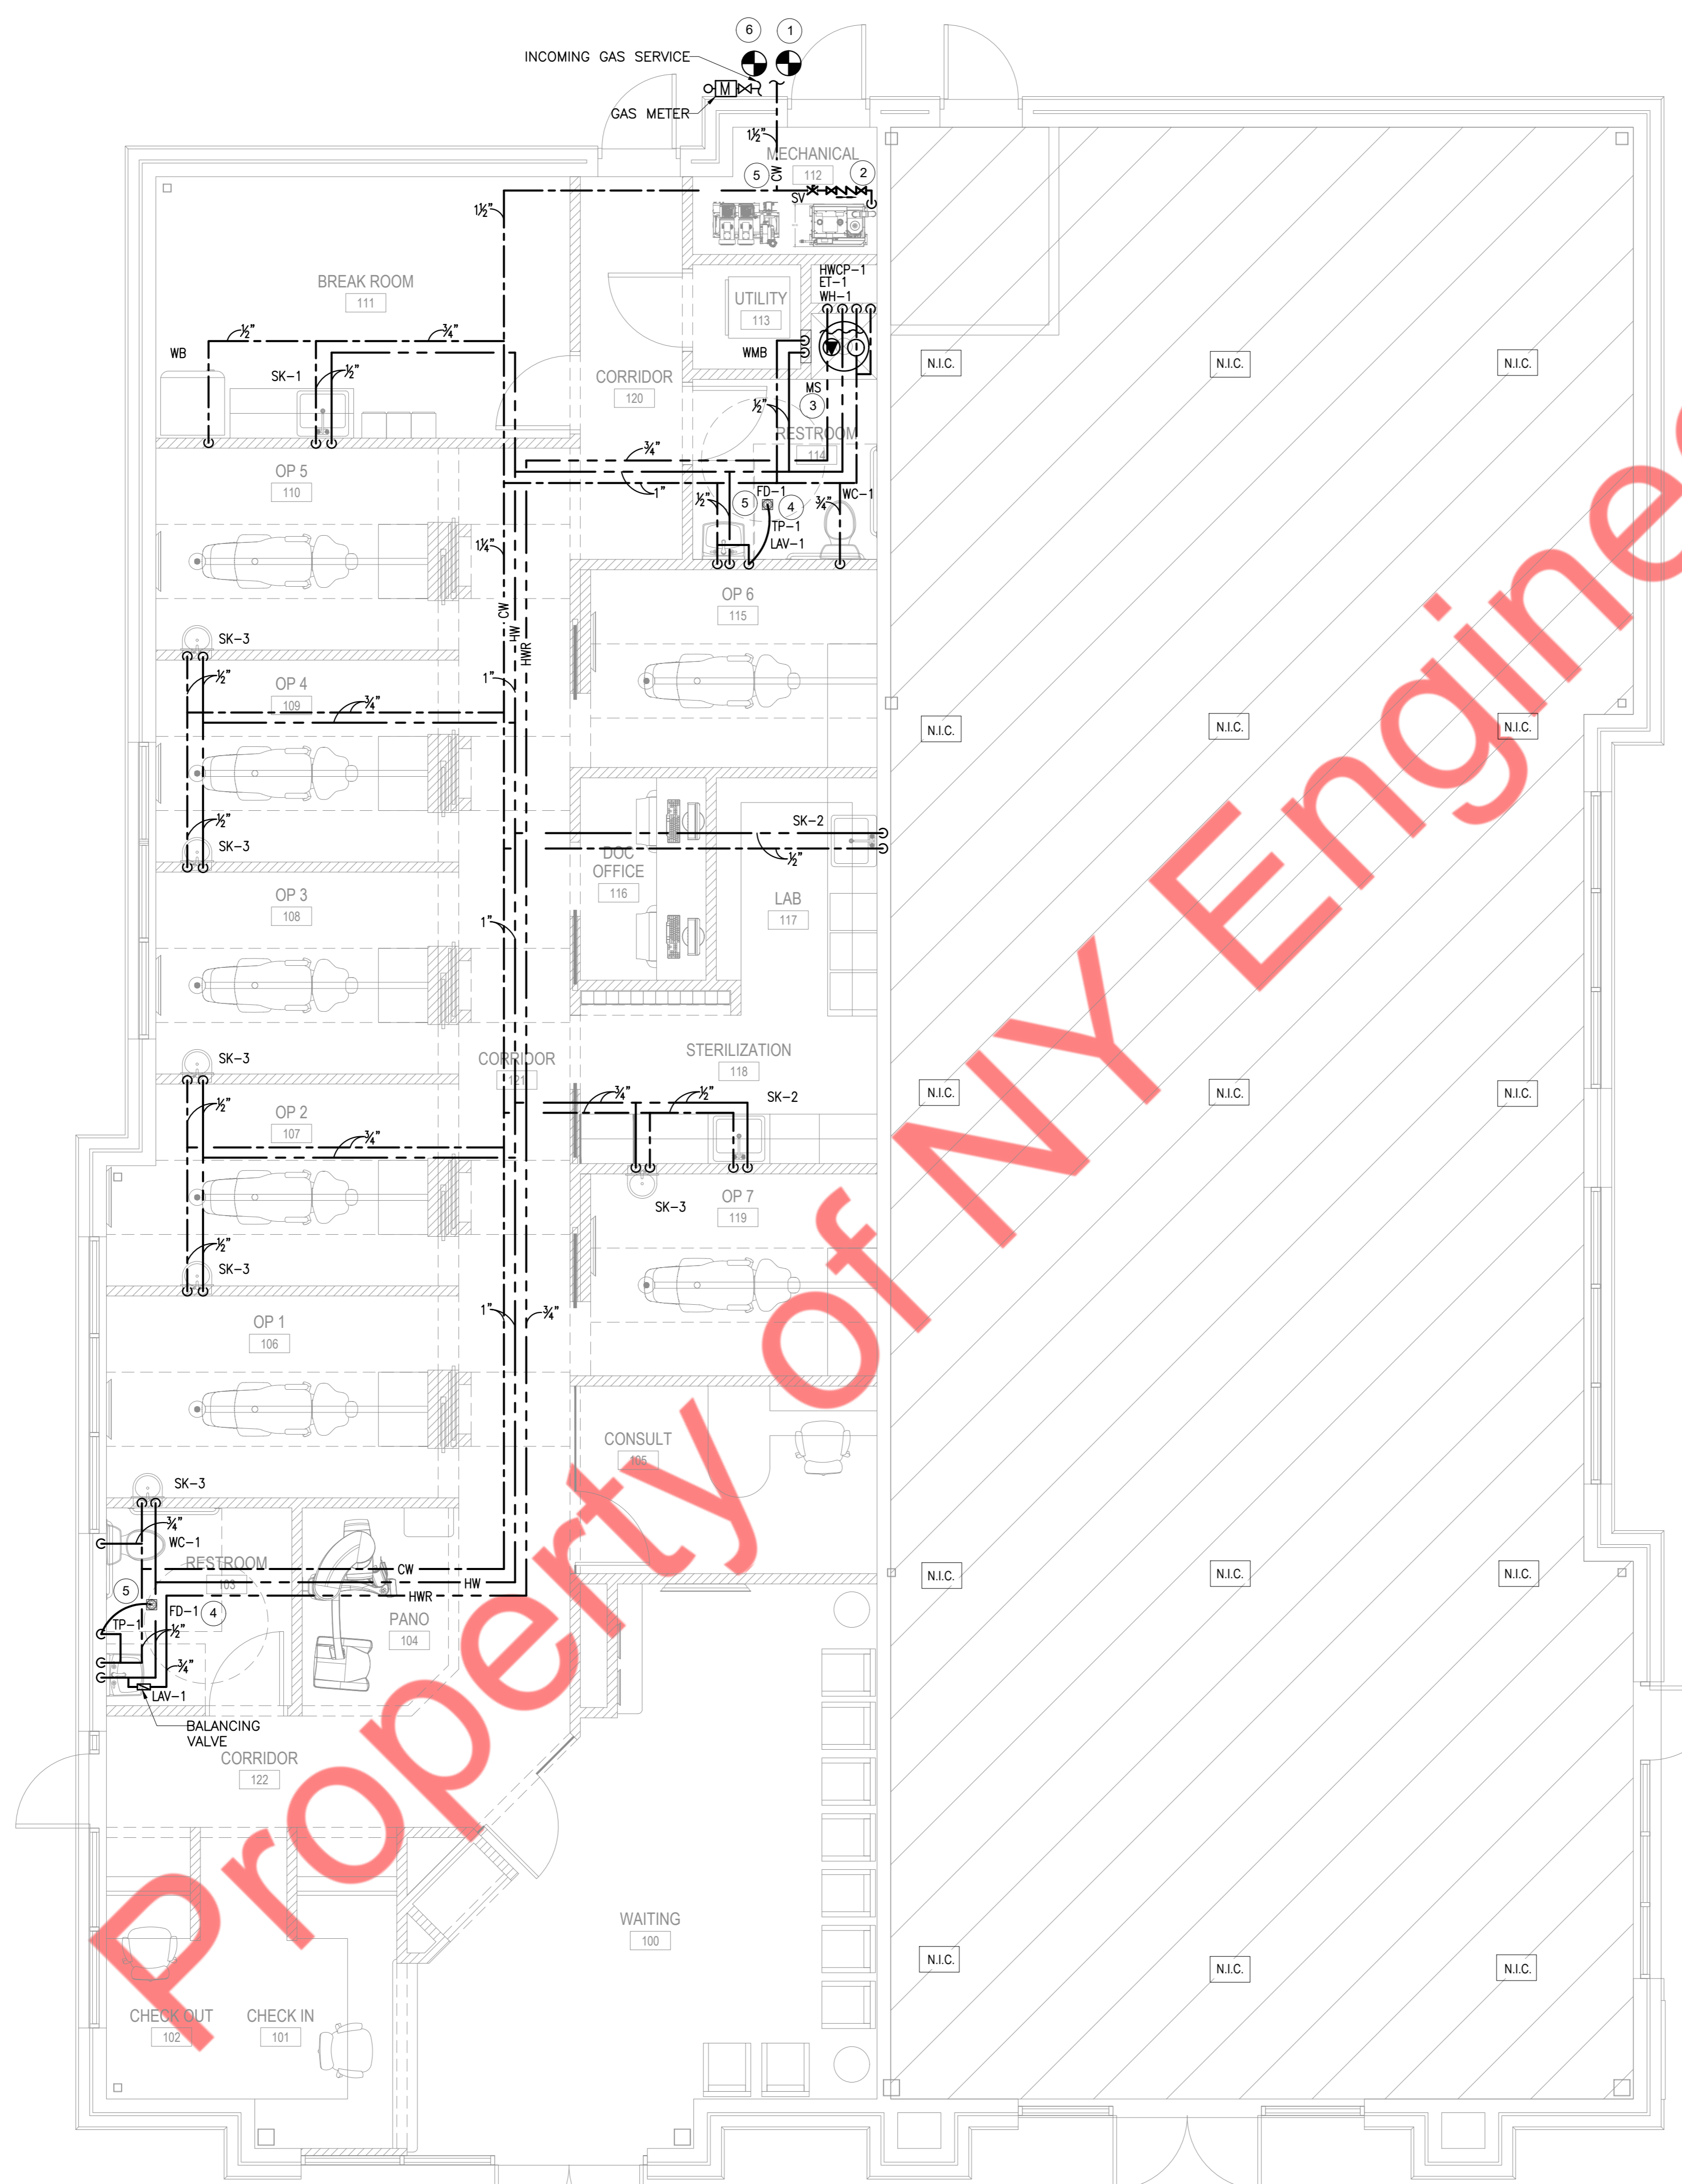 6
1
INCOMING GAS SERVICE
M
GAS METER
1½"
MECHANICAL
112
CW
5
2
SV
1½"
HWCP-1
ET-1
WH-1
BREAK ROOM
111
UTILITY
113
½"
¾"
WB
WMB
SK-1
½"
CORRIDOR
120
MS
3
½"
RESTROOM
114
N.I.C.
N.I.C.
N.I.C.
¾"
OP 5
110
1"
½"
5
FD-1
4
¾"
WC-1
TP-1
LAV-1
1¼"
OP 6
115
CW
HW
HWR
SK-3
½"
OP 4
109
1"
¾"
N.I.C.
N.I.C.
N.I.C.
½"
SK-3
SK-2
½"
DOC
OFFICE
116
OP 3
108
LAB
117
1"
SK-3
CORRIDOR
121
STERILIZATION
118
N.I.C.
N.I.C.
N.I.C.
½"
OP 2
107
¾"
¾"
½"
SK-2
½"
SK-3
SK-3
OP 7
119
1"
¾"
OP 1
106
CONSULT
105
SK-3
¾"
WC-1
RESTROOM
103
CW
HW
HWR
N.I.C.
N.I.C.
N.I.C.
5
FD-1
4
TP-1
½"
PANO
104
¾"
LAV-1
BALANCING
VALVE
CORRIDOR
122
WAITING
100
N.I.C.
N.I.C.
N.I.C.
CHECK OUT
102
CHECK IN
101
Property of NY Enginee